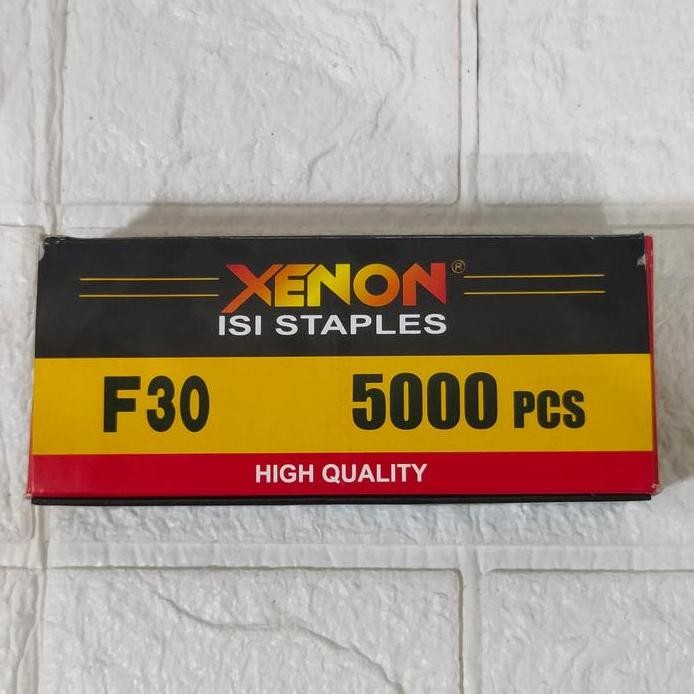 XENON®
ISI STAPLES
F30 5000 PCS
HIGH QUALITY